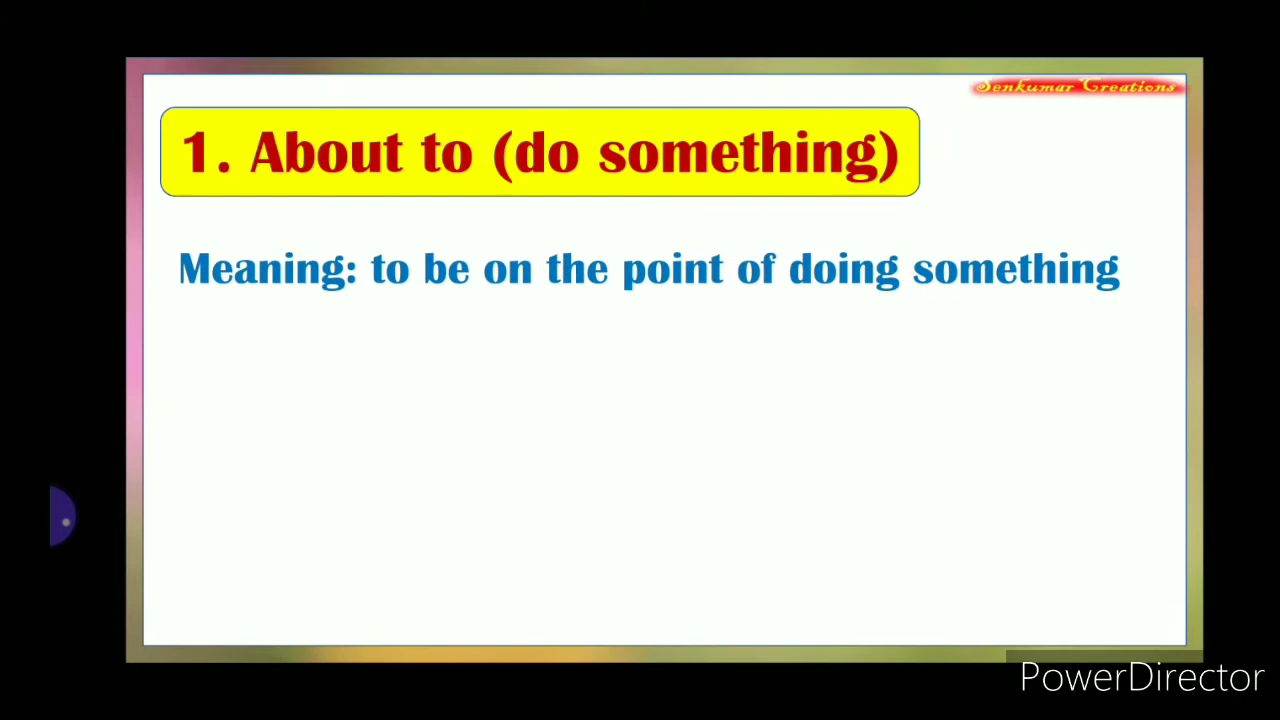 Senkumar Creations
1. About to (do something)
Meaning: to be on the point of doing something
PowerDirector